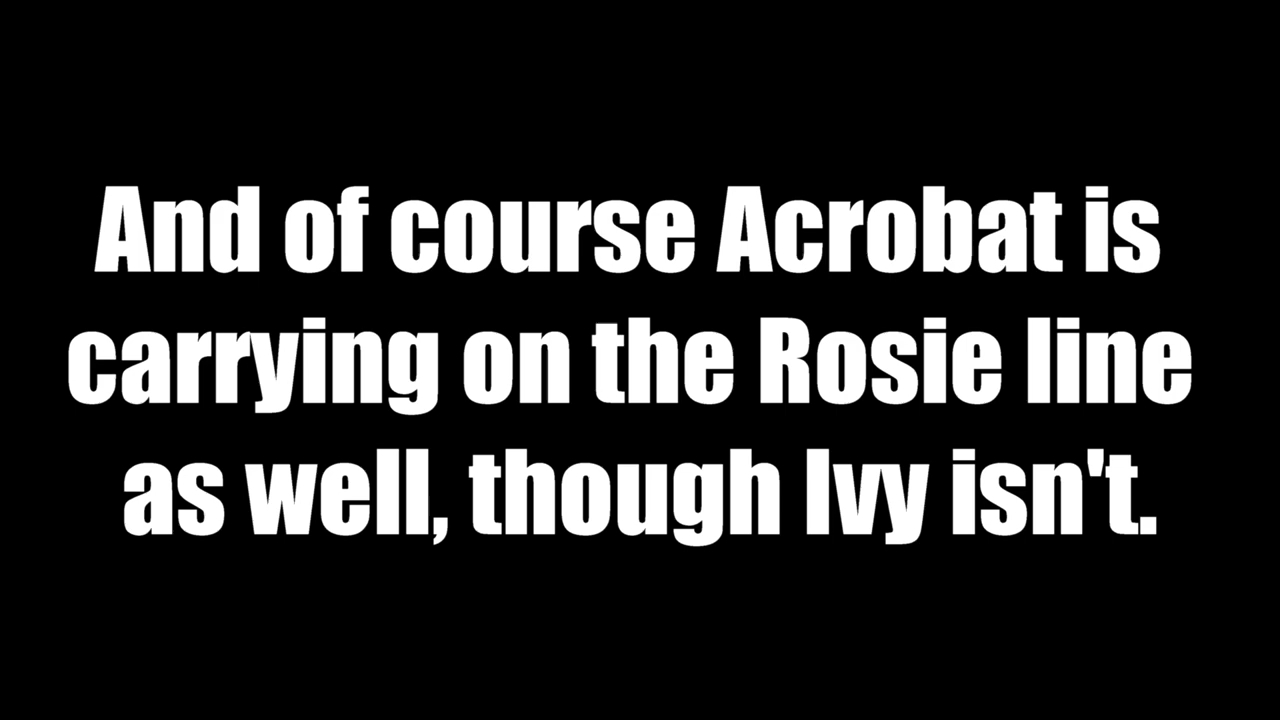 And of course Acrobat is
carrying on the Rosie line
as well, though Ivy isn't.